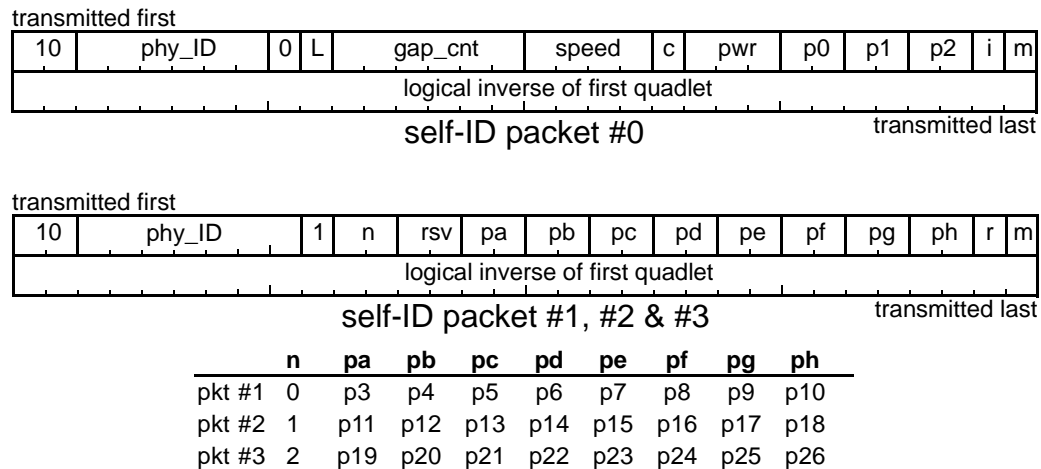 transmitted first
10 phy_ID 0 L gap_cnt speed c pwr p0 p1 p2 i m
logical inverse of first quadlet
self-ID packet #0 transmitted last
transmitted first
10 phy_ID 1 n rsv pa pb pc pd pe pf pg ph r m
logical inverse of first quadlet
self-ID packet #1, #2 & #3 transmitted last
n pa pb pc pd pe pf pg ph
pkt #1 0 p3 p4 p5 p6 p7 p8 p9 p10
pkt #2 1 p11 p12 p13 p14 p15 p16 p17 p18
pkt #3 2 p19 p20 p21 p22 p23 p24 p25 p26